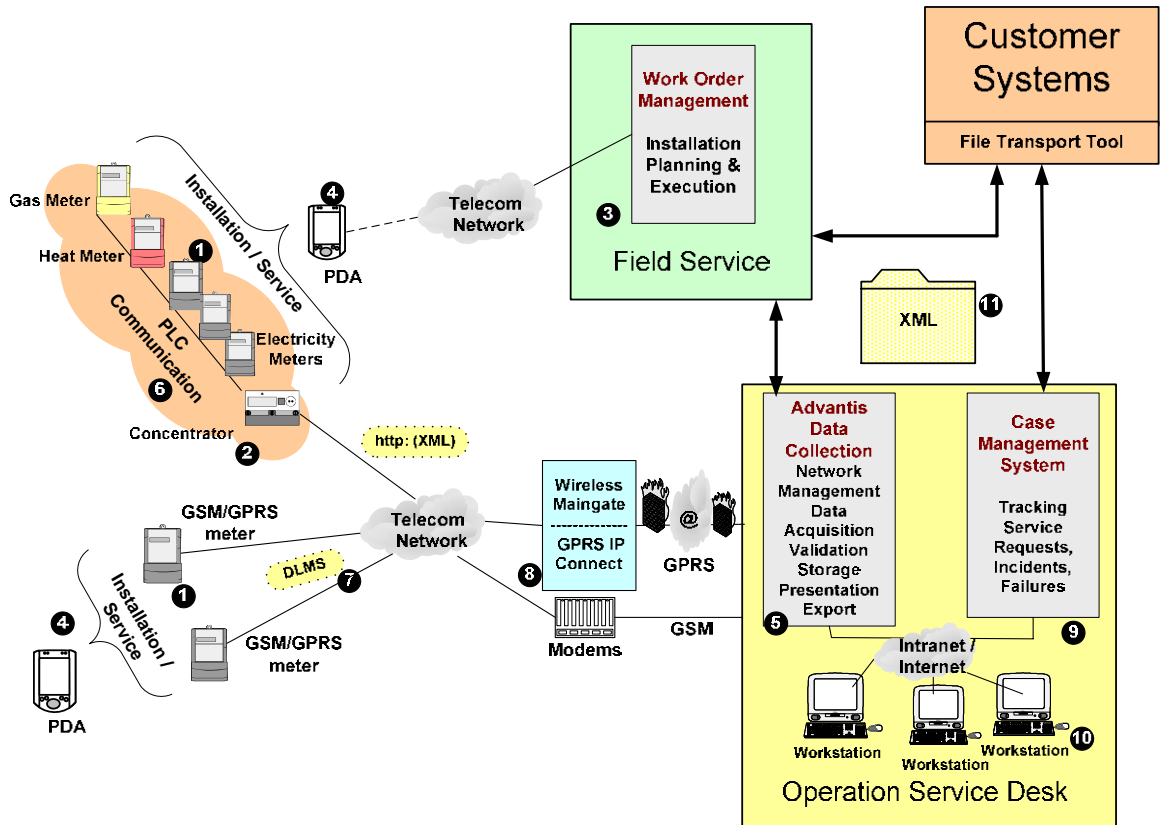 Customer
Systems
File Transport Tool
Work Order
Management
Installation
Planning &
Execution
3
Field Service
4
PDA
Telecom
Network
Installation / Service
Gas Meter
Heat Meter
1
Electricity
Meters
PLC
Communication
6
Concentrator
2
http: (XML)
XML
11
Advantis
Data
Collection
Network
Management
Data
Acquisition
Validation
Storage
Presentation
Export
5
Case
Management
System
Tracking
Service
Requests,
Incidents,
Failures
9
Wireless
Maingate
GPRS IP
Connect
8
@
GPRS
Telecom
Network
GSM/GPRS
meter
1
DLMS
7
Installation /
Service
4
PDA
GSM/GPRS
meter
Modems
GSM
Intranet /
Internet
Workstation
Workstation
Workstation
10
Operation Service Desk